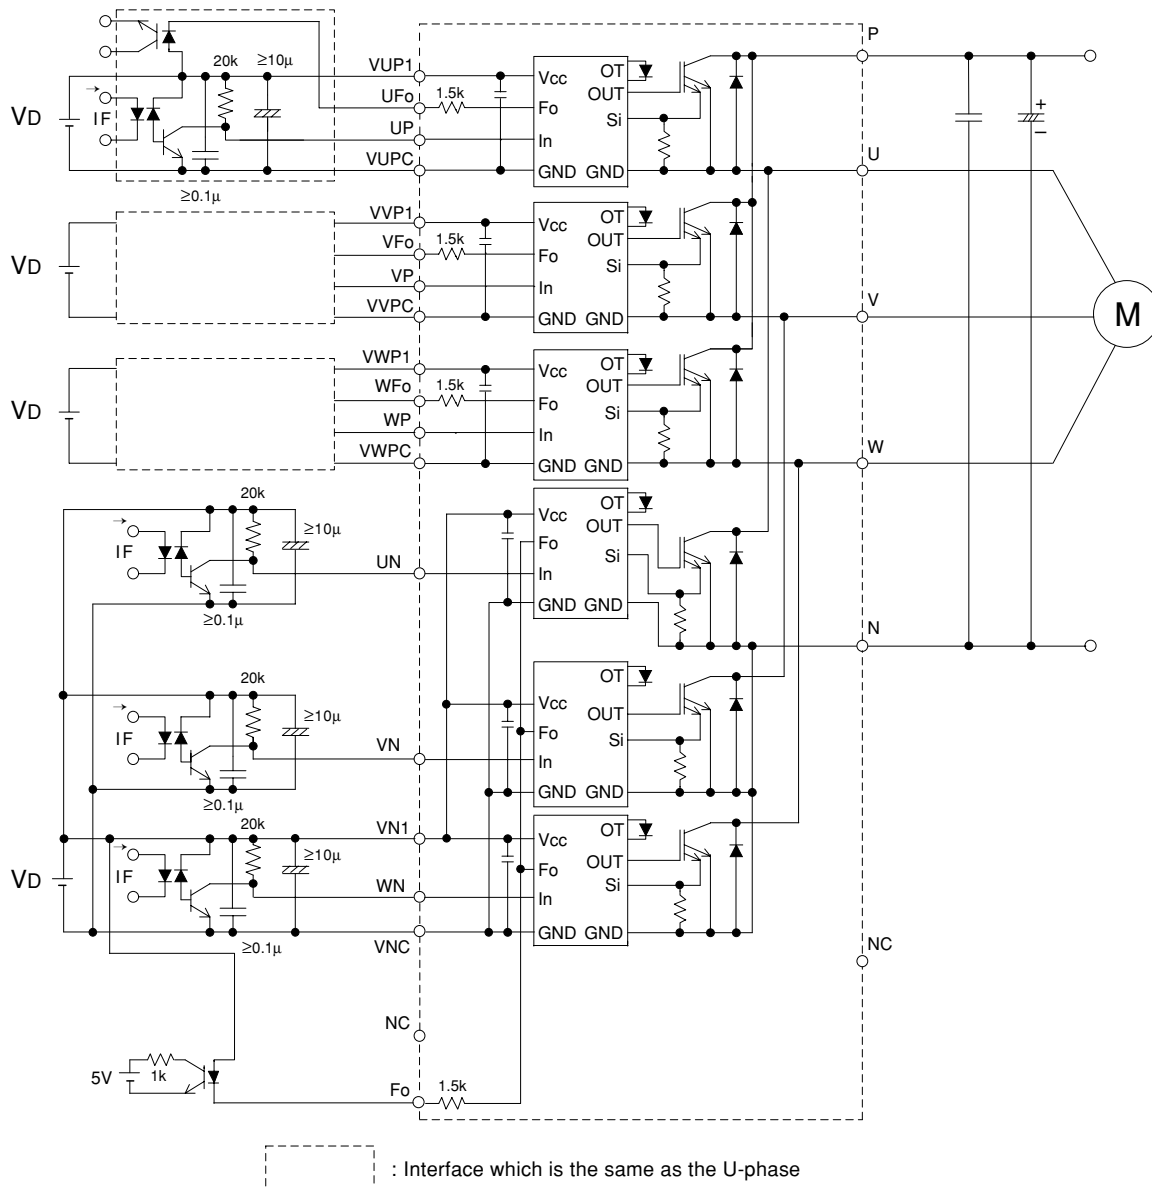 P
20k
≥10µ
VUP1
Vcc
OT
UFo
1.5k
OUT
Fo
VD
IF
UP
In
Si
+
–
VUPC
GND
GND
U
≥0.1µ
VVP1
Vcc
OT
VFo
1.5k
OUT
Fo
VD
VP
In
Si
VVPC
GND
GND
V
M
VWP1
Vcc
OT
WFo
1.5k
OUT
Fo
VD
WP
In
Si
VWPC
GND
GND
W
20k
≥10µ
Vcc
OT
OUT
IF
Fo
Si
UN
In
GND
GND
≥0.1µ
N
20k
≥10µ
Vcc
OT
OUT
IF
Fo
Si
VN
In
GND
GND
≥0.1µ
20k
VN1
Vcc
OT
≥10µ
OUT
VD
IF
Fo
WN
Si
In
GND
GND
≥0.1µ
VNC
NC
NC
5V
1k
Fo
1.5k
: Interface which is the same as the U-phase